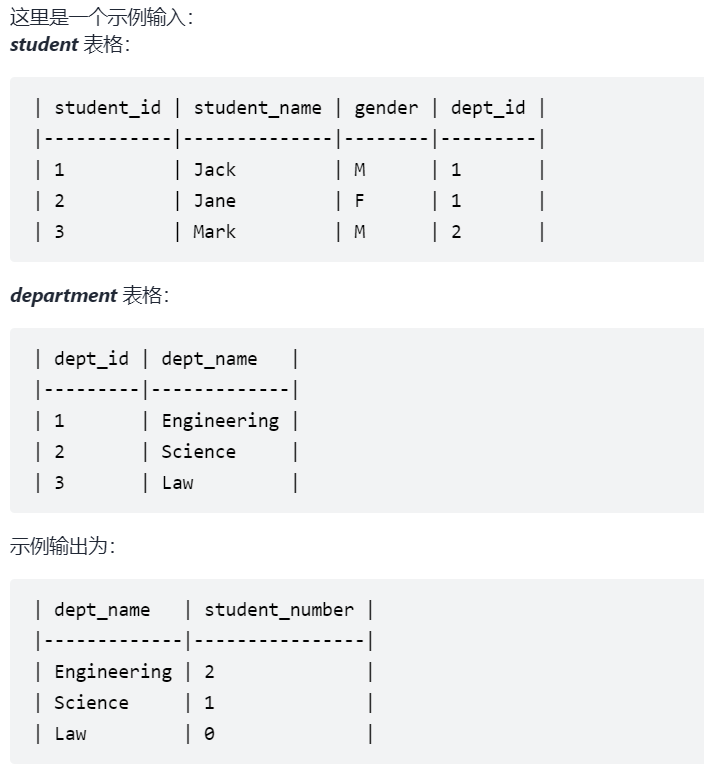 这里是一个示例输入：
student 表格：
| student_id | student_name | gender | dept_id |
|------------|--------------|--------|---------|
| 1          | Jack         | M      | 1       |
| 2          | Jane         | F      | 1       |
| 3          | Mark         | M      | 2       |
department 表格：
| dept_id | dept_name   |
|---------|-------------|
| 1       | Engineering |
| 2       | Science     |
| 3       | Law         |
示例输出为：
| dept_name   | student_number |
|-------------|----------------|
| Engineering | 2              |
| Science     | 1              |
| Law         | 0              |